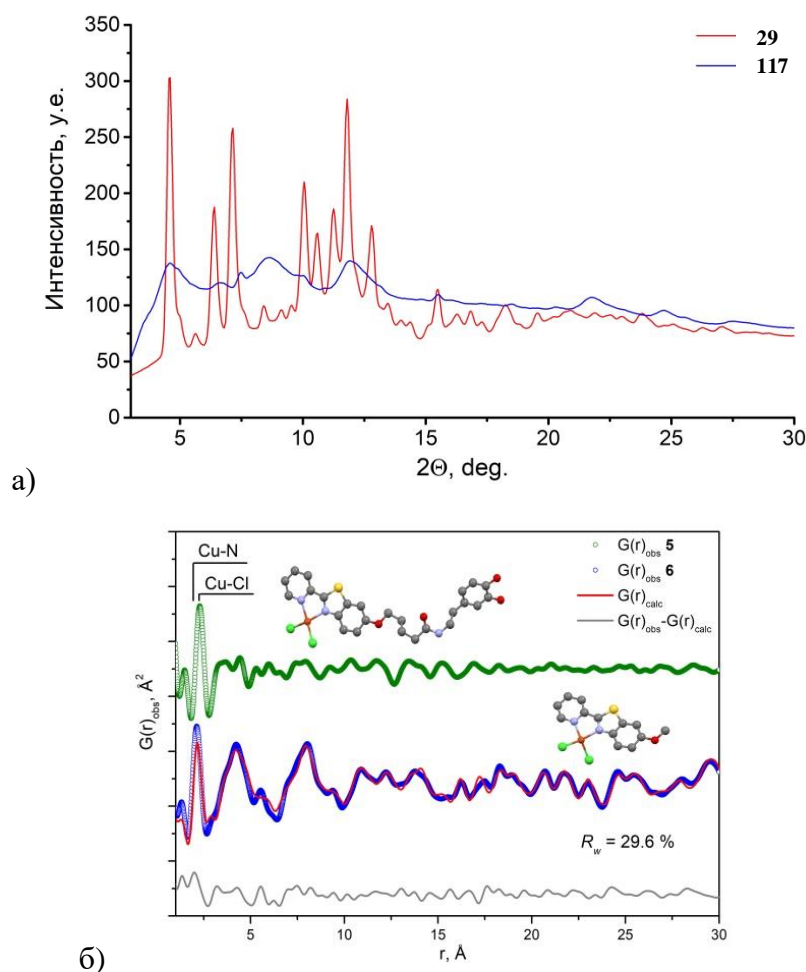 350
300
250
200
150
100
50
0
Интенсивность, у.е.
29
117
5
10
15
20
25
30
2Θ, deg.
а)
Cu-N
Cu-Cl
G(r)obs 5
G(r)obs 6
G(r)calc
G(r)obs-G(r)calc
G(r)obs, Å²
Rw = 29.6 %
5
10
15
20
25
30
r, Å
б)